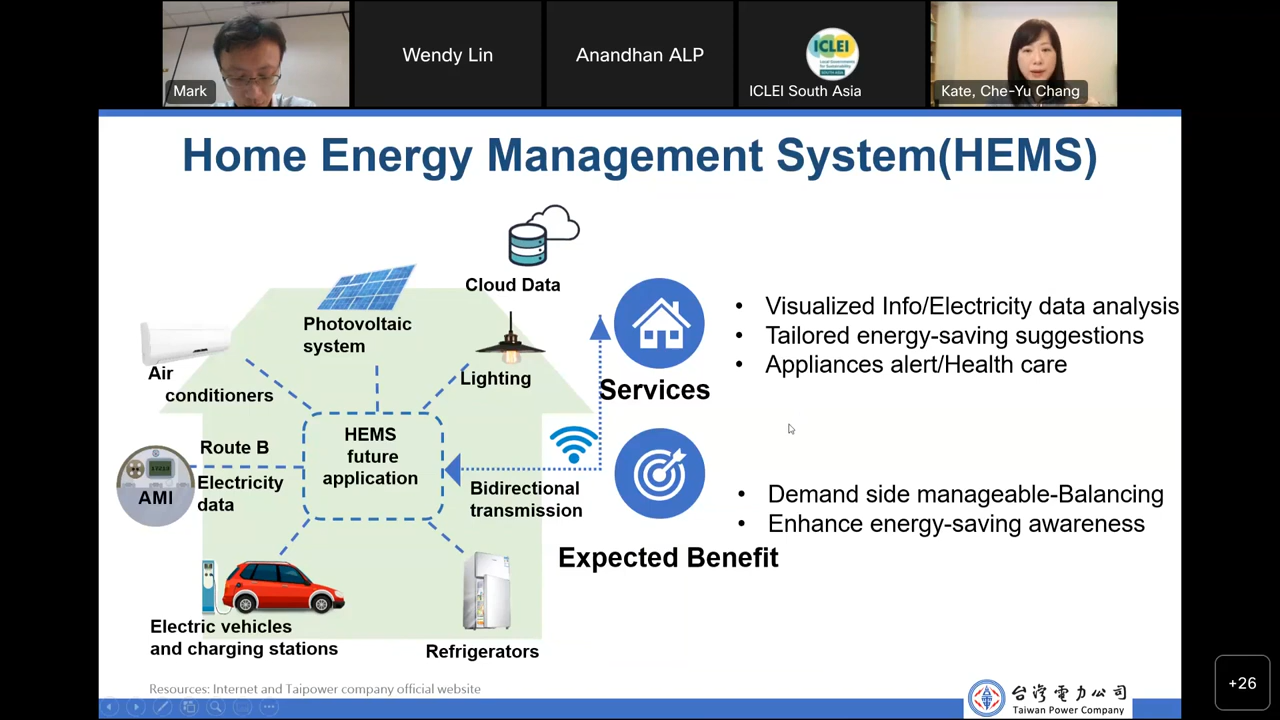 Mark
Wendy Lin
Anandhan ALP
ICLEI
ICLEI South Asia
Kate, Che-Yu Chang
Home Energy Management System(HEMS)
Cloud Data
Photovoltaic
system
Lighting
Air
conditioners
Route B
Electricity
data
AMI
HEMS
future
application
Bidirectional
transmission
Electric vehicles
and charging stations
Refrigerators
Services
• Visualized Info/Electricity data analysis
• Tailored energy-saving suggestions
• Appliances alert/Health care
Expected Benefit
• Demand side manageable-Balancing
• Enhance energy-saving awareness
Resources: Internet and Taipower company official website
台灣電力公司
Taiwan Power Company
+26